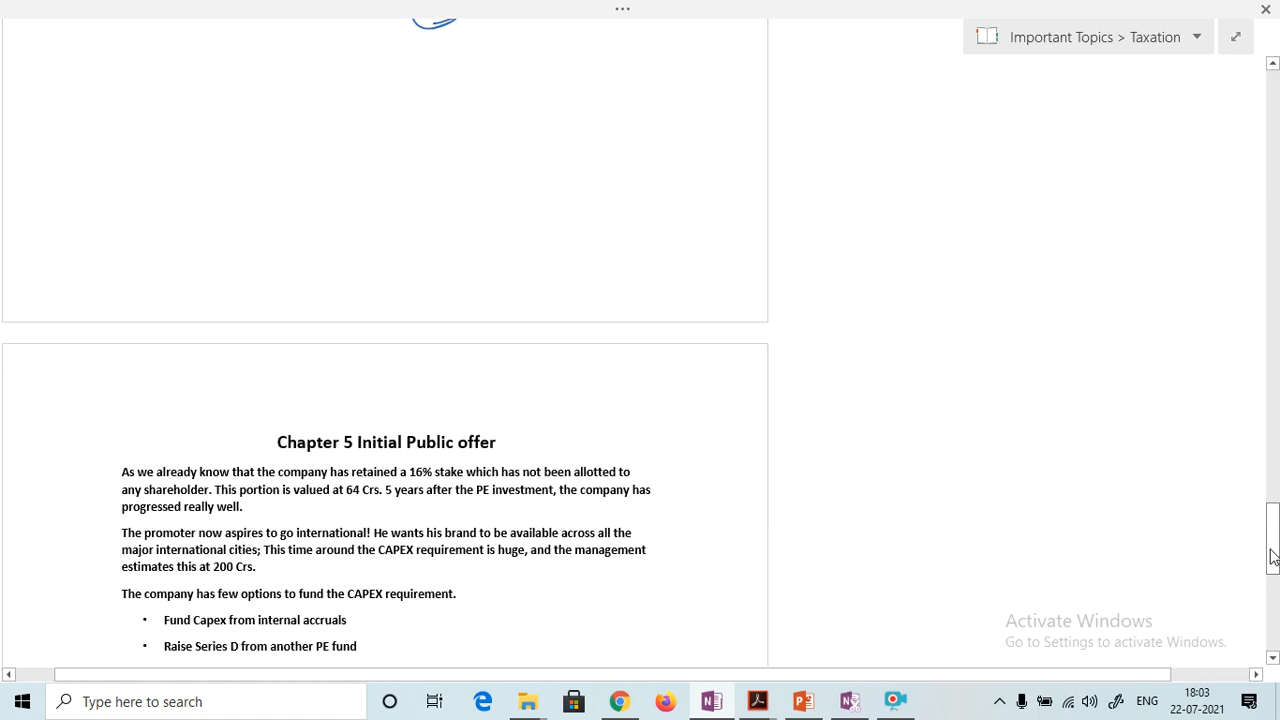 Important Topics > Taxation
Chapter 5 Initial Public offer
As we already know that the company has retained a 16% stake which has not been allotted to
any shareholder. This portion is valued at 64 Crs. 5 years after the PE investment, the company has
progressed really well.
The promoter now aspires to go international! He wants his brand to be available across all the
major international cities; This time around the CAPEX requirement is huge, and the management
estimates this at 200 Crs.
The company has few options to fund the CAPEX requirement.
• Fund Capex from internal accruals
• Raise Series D from another PE fund
Activate Windows
Go to Settings to activate Windows.
Type here to search
ENG
18:03
22-07-2021